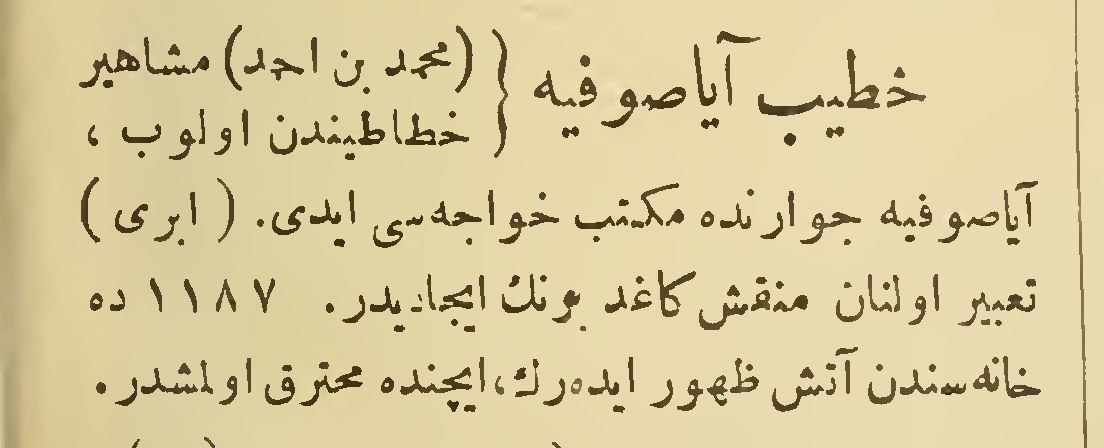 خطیب آیاصوفیه { (محمد بن احمد) مشاهیر
خطاطیندن اولوب ،
آیاصوفیه جوارنده مکتب خواجه‌سی ایدی. ( ابری )
تعبیر اولنان منقش کاغد بونك ایجادیدر. ١١٨٧ ده
خانه‌سندن آتش ظهور ایده‌رك، ایچنده محترق اولمشدر.